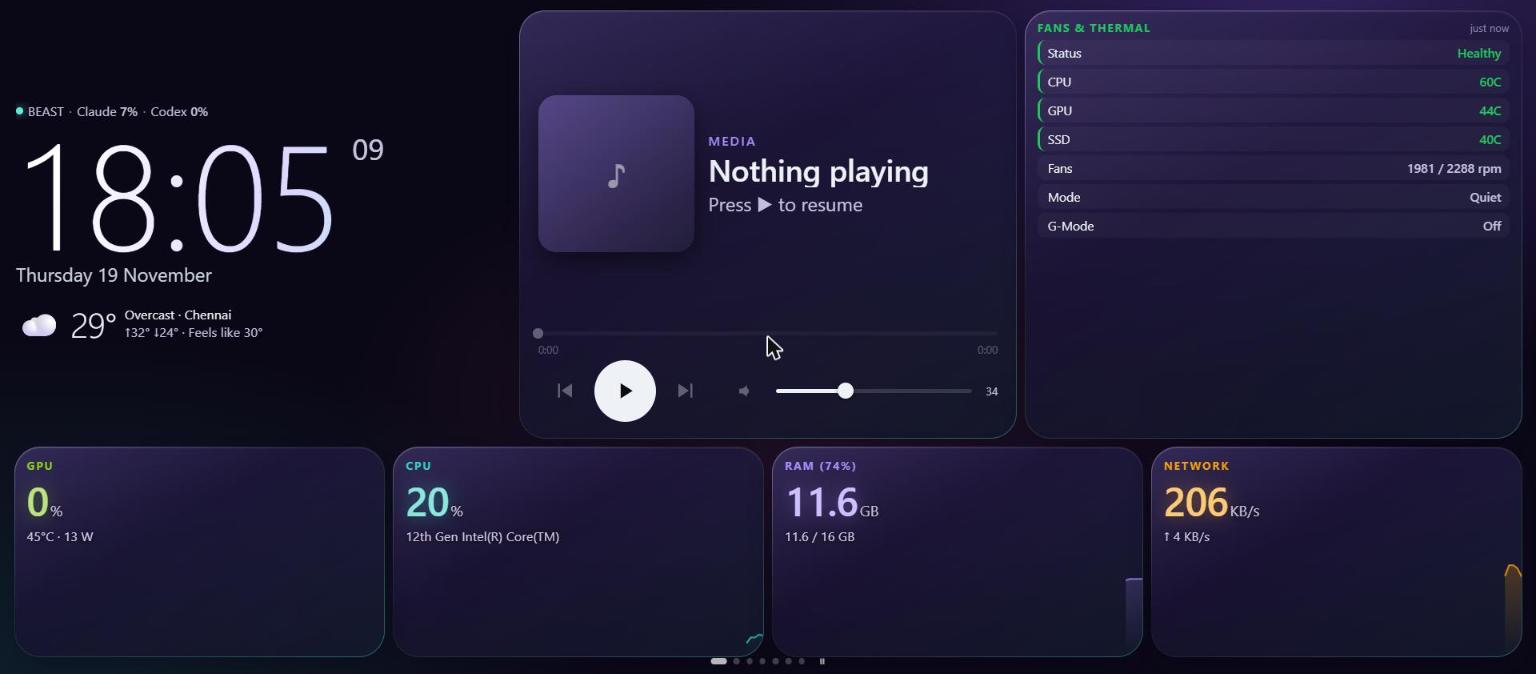 BEAST · Claude 7% · Codex 0%
18:05 09
Thursday 19 November
29°
Overcast · Chennai
↑32° ↓24° · Feels like 30°
MEDIA
Nothing playing
Press ▶ to resume
0:00 0:00
34
FANS & THERMAL just now
Status Healthy
CPU 60C
GPU 44C
SSD 40C
Fans 1981 / 2288 rpm
Mode Quiet
G-Mode Off
GPU
0%
45°C · 13 W
CPU
20%
12th Gen Intel(R) Core(TM)
RAM (74%)
11.6GB
11.6 / 16 GB
NETWORK
206KB/s
↑ 4 KB/s